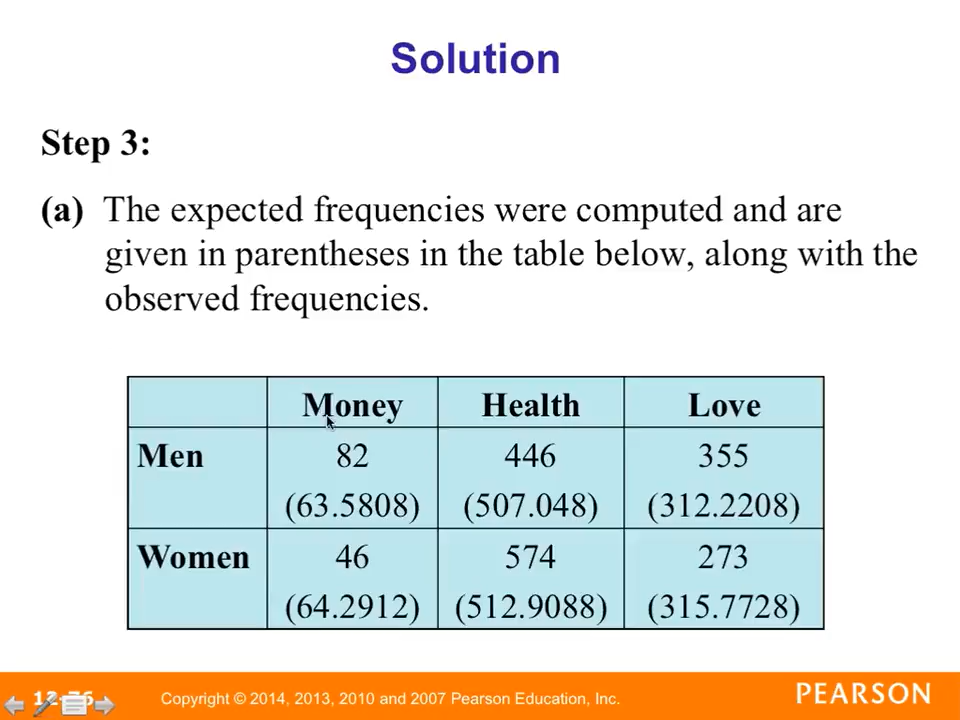 Solution
Step 3:
(a) The expected frequencies were computed and are
given in parentheses in the table below, along with the
observed frequencies.
Money Health Love
Men 82 446 355
(63.5808) (507.048) (312.2208)
Women 46 574 273
(64.2912) (512.9088) (315.7728)
12-76 Copyright © 2014, 2013, 2010 and 2007 Pearson Education, Inc. PEARSON